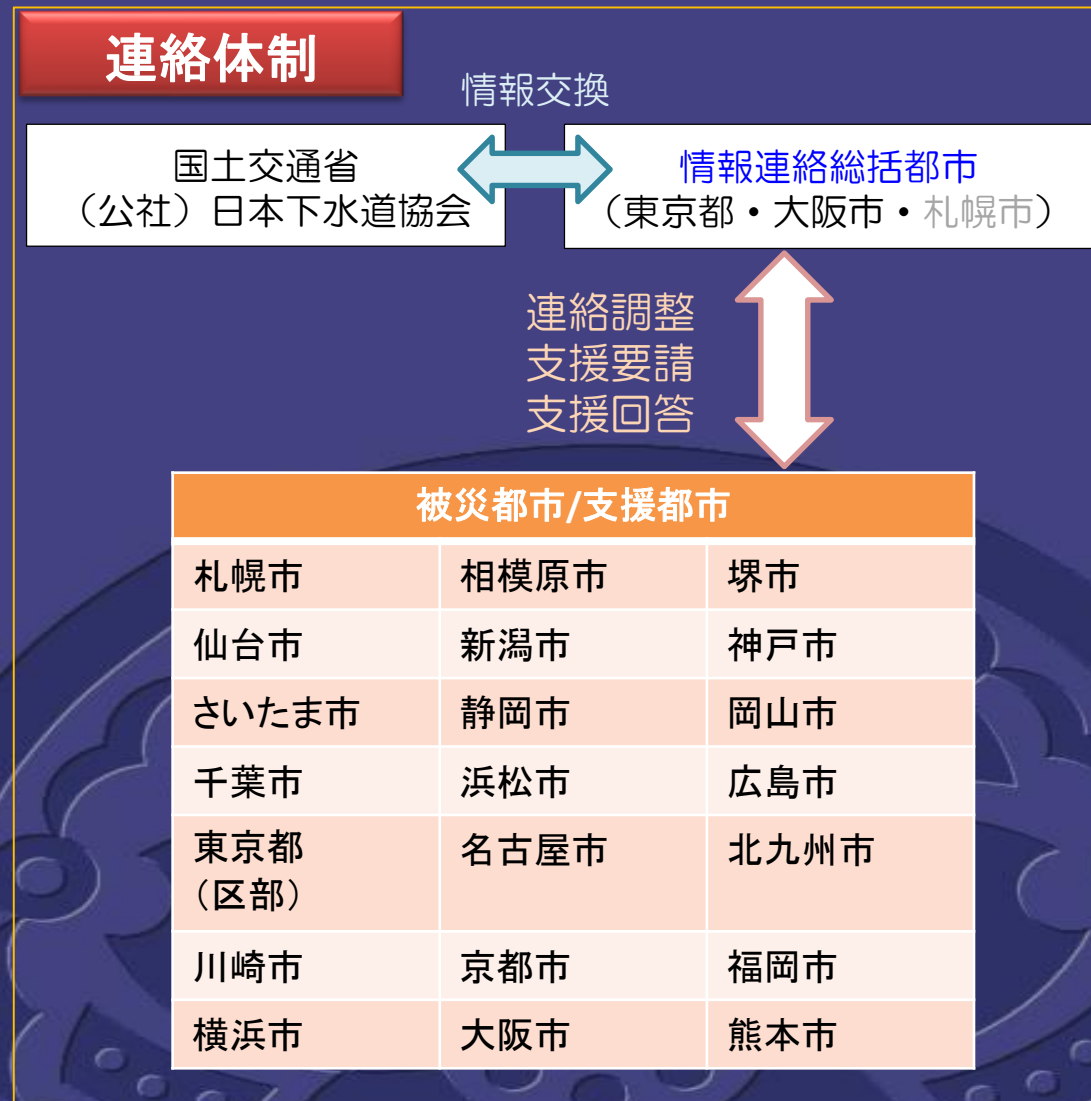 連絡体制
情報交換
国土交通省
（公社）日本下水道協会
情報連絡総括都市
（東京都・大阪市・札幌市）
連絡調整
支援要請
支援回答
被災都市/支援都市
札幌市 相模原市 堺市
仙台市 新潟市 神戸市
さいたま市 静岡市 岡山市
千葉市 浜松市 広島市
東京都 名古屋市 北九州市
（区部）
川崎市 京都市 福岡市
横浜市 大阪市 熊本市